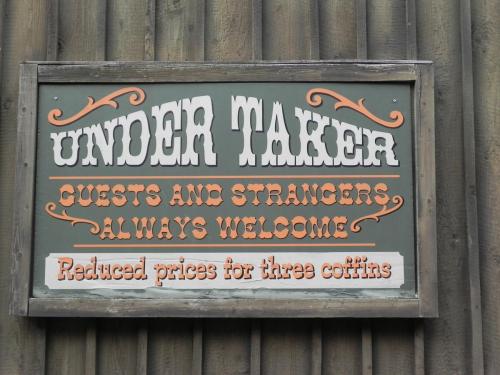 UNDER TAKER
GUESTS AND STRANGERS
ALWAYS WELCOME
Reduced prices for three coffins